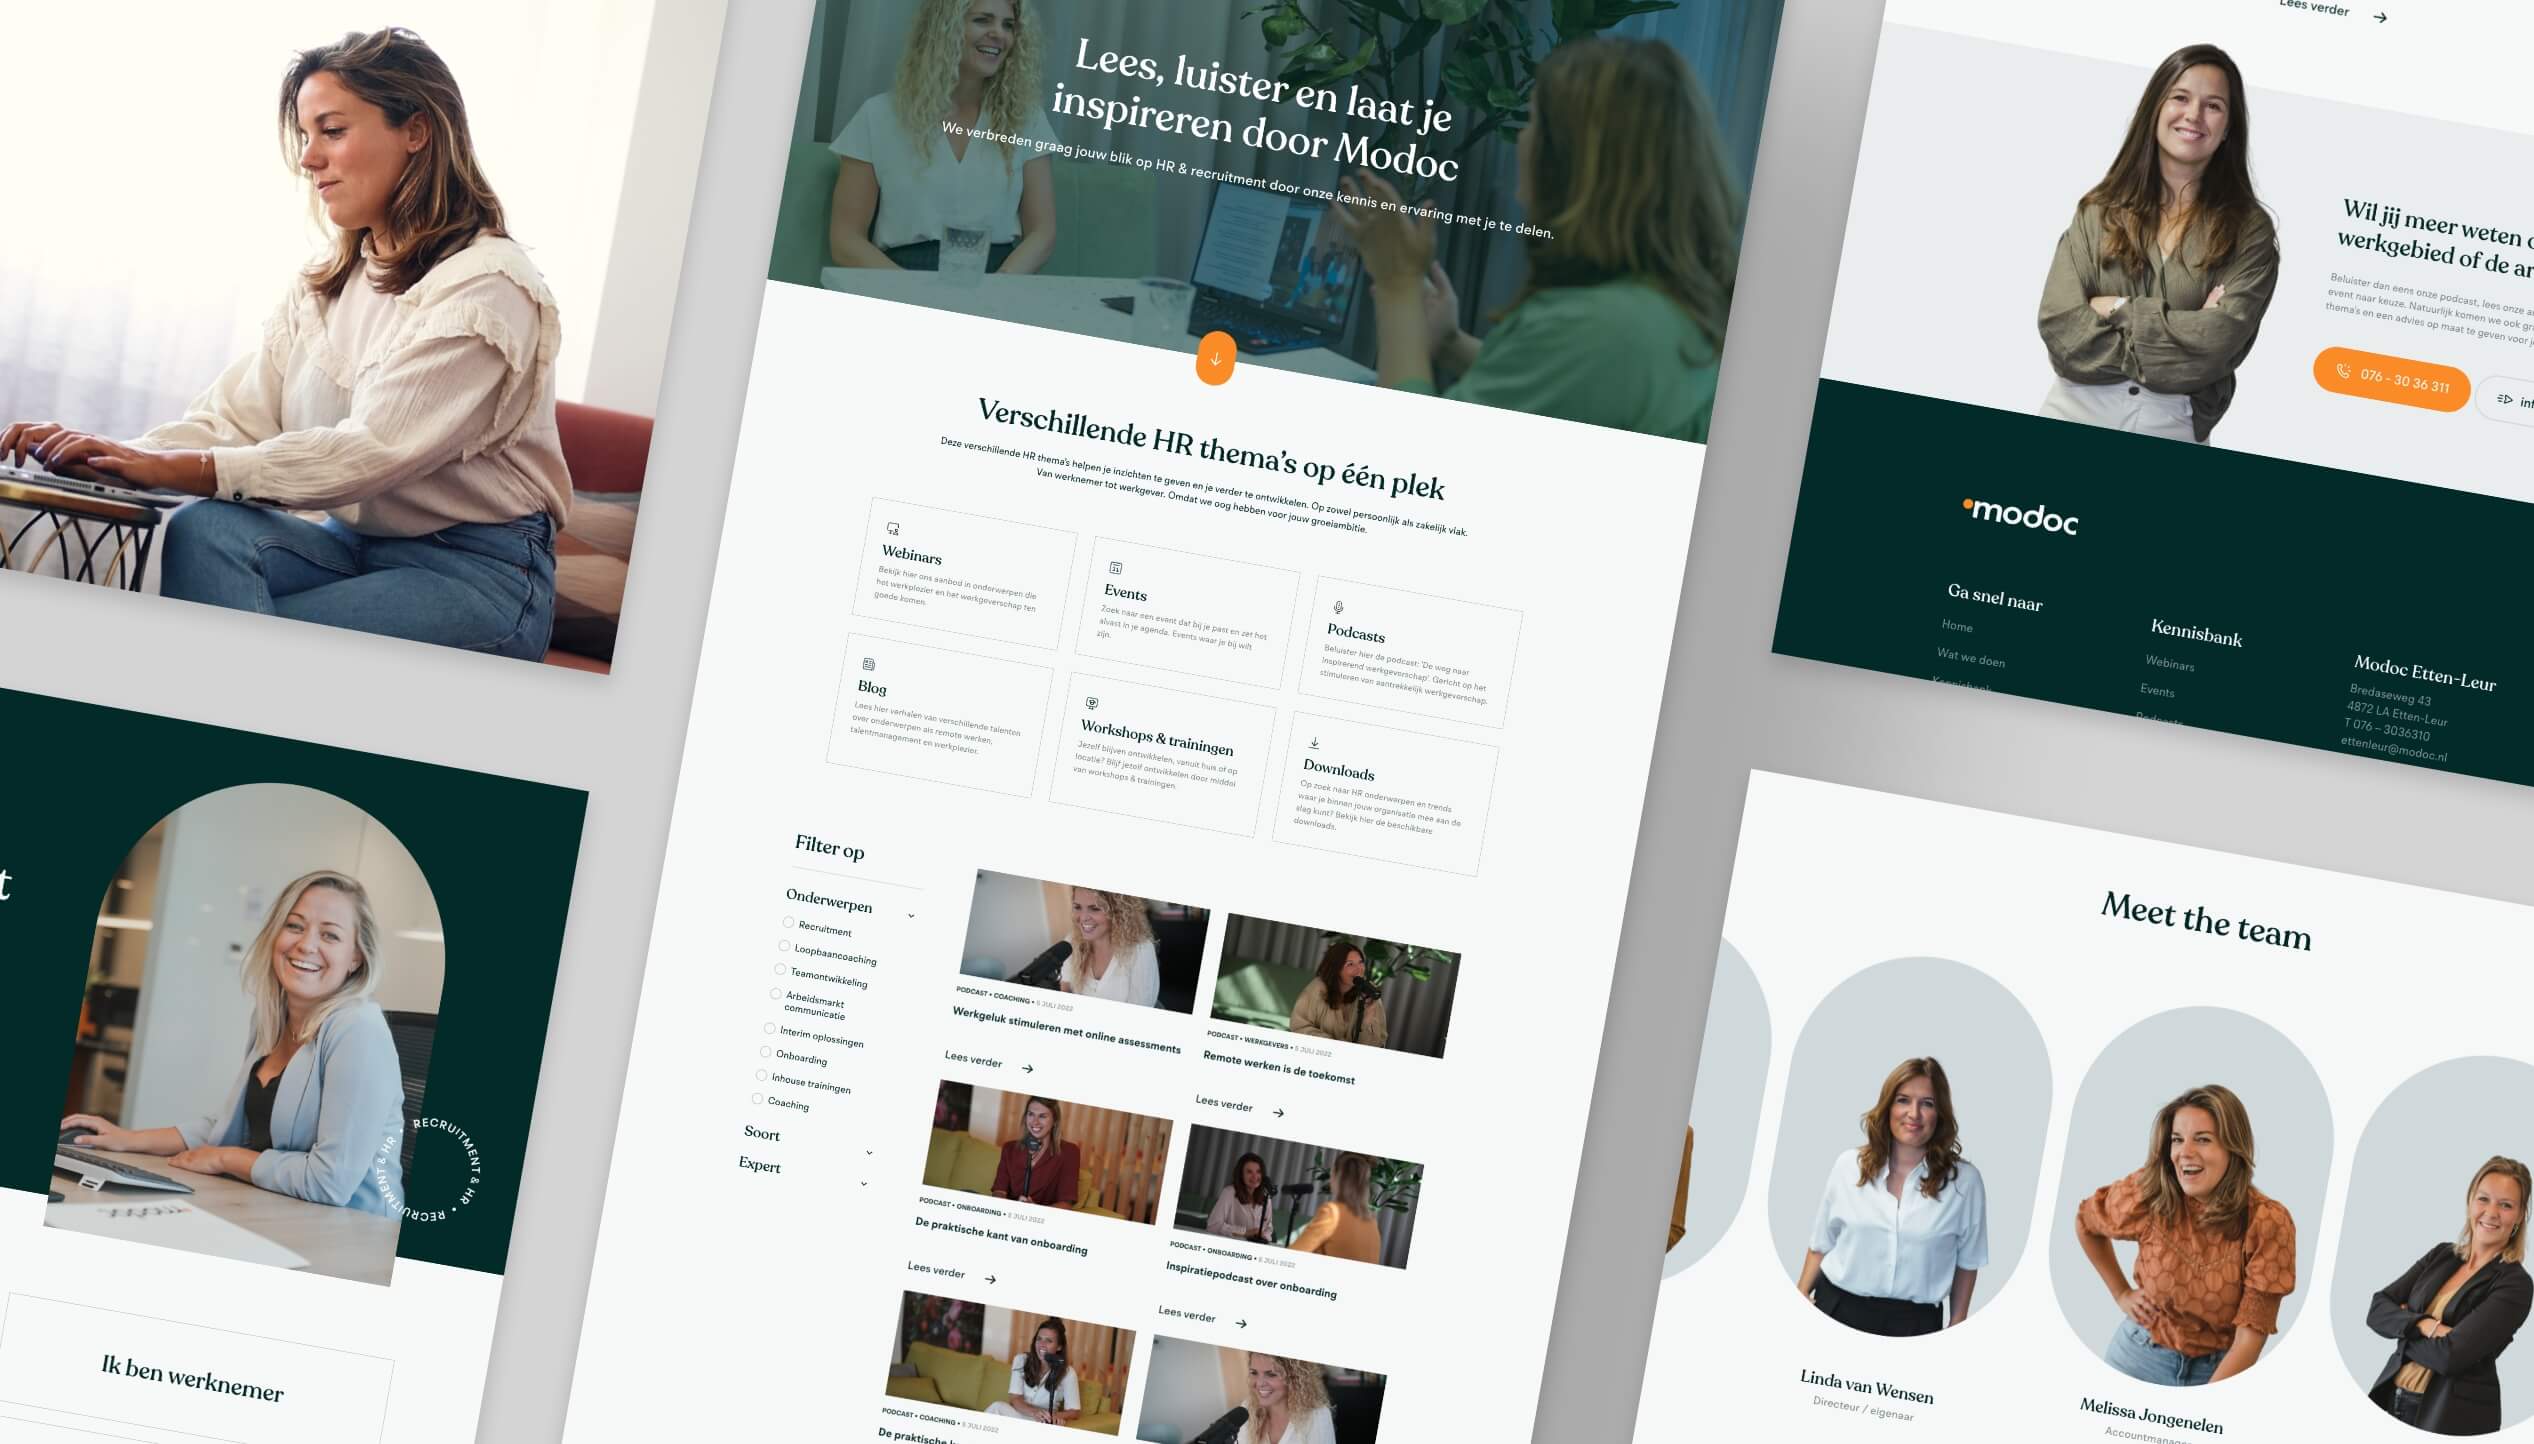 Lees, luister en laat je
inspireren door Modoc
We verbreden graag jouw blik op HR & recruitment door onze kennis en ervaring met je te delen.
Verschillende HR thema's op één plek
Deze verschillende HR thema's helpen je inzichten te geven en je verder te ontwikkelen. Op zowel persoonlijk als zakelijk vlak.
Van werknemer tot werkgever. Omdat we oog hebben voor jouw groeiambitie.
Webinars
Bekijk hier ons aanbod in onderwerpen die
het werkplezier en het werkgeverschap ten
goede komen.
Events
Zoek naar een event dat bij je past en zet het
alvast in je agenda. Events waar je bij wilt
zijn.
Podcasts
Beluister hier de podcast: 'De weg naar
inspirerend werkgeverschap'. Gericht op het
stimuleren van aantrekkelijk werkgeverschap.
Blog
Lees hier verhalen van verschillende talenten
over onderwerpen als remote werken,
talentmanagement en werkplezier.
Workshops & trainingen
Jezelf blijven ontwikkelen, vanuit huis of op
locatie? Blijf jezelf ontwikkelen door middel
van workshops & trainingen.
Downloads
Op zoek naar HR onderwerpen en trends
waar je binnen jouw organisatie mee aan de
slag kunt? Bekijk hier de beschikbare
downloads.
Filter op
Onderwerpen
Recruitment
Loopbaancoaching
Teamontwikkeling
Arbeidsmarkt
communicatie
Interim oplossingen
Onboarding
Inhouse trainingen
Coaching
Soort
Expert
PODCAST • COACHING • 5 JULI 2022
Werkgeluk stimuleren met online assessments
Lees verder
PODCAST • WERKGEVERS • 5 JULI 2022
Remote werken is de toekomst
Lees verder
PODCAST • ONBOARDING • 5 JULI 2022
De praktische kant van onboarding
Lees verder
PODCAST • ONBOARDING • 5 JULI 2022
Inspiratiepodcast over onboarding
Lees verder
PODCAST • COACHING • 5 JULI 2022
De praktische
t
RECRUITMENT & HR • RECRUITMENT & HR •
Ik ben werknemer
Lees verder
Wil jij meer weten
werkgebied of de
Beluister dan eens onze podcast, lees onze
event naar keuze. Natuurlijk komen we ook
thema's en een advies op maat te geven voor
076 - 30 36 311
modoc
Ga snel naar
Home
Wat we doen
Kennisbank
Kennisbank
Webinars
Events
Podcasts
Modoc Etten-Leur
Bredaseweg 43
4872 LA Etten-Leur
T 076 – 3036310
ettenleur@modoc.nl
Meet the team
Linda van Wensen
Directeur / eigenaar
Melissa Jongenelen